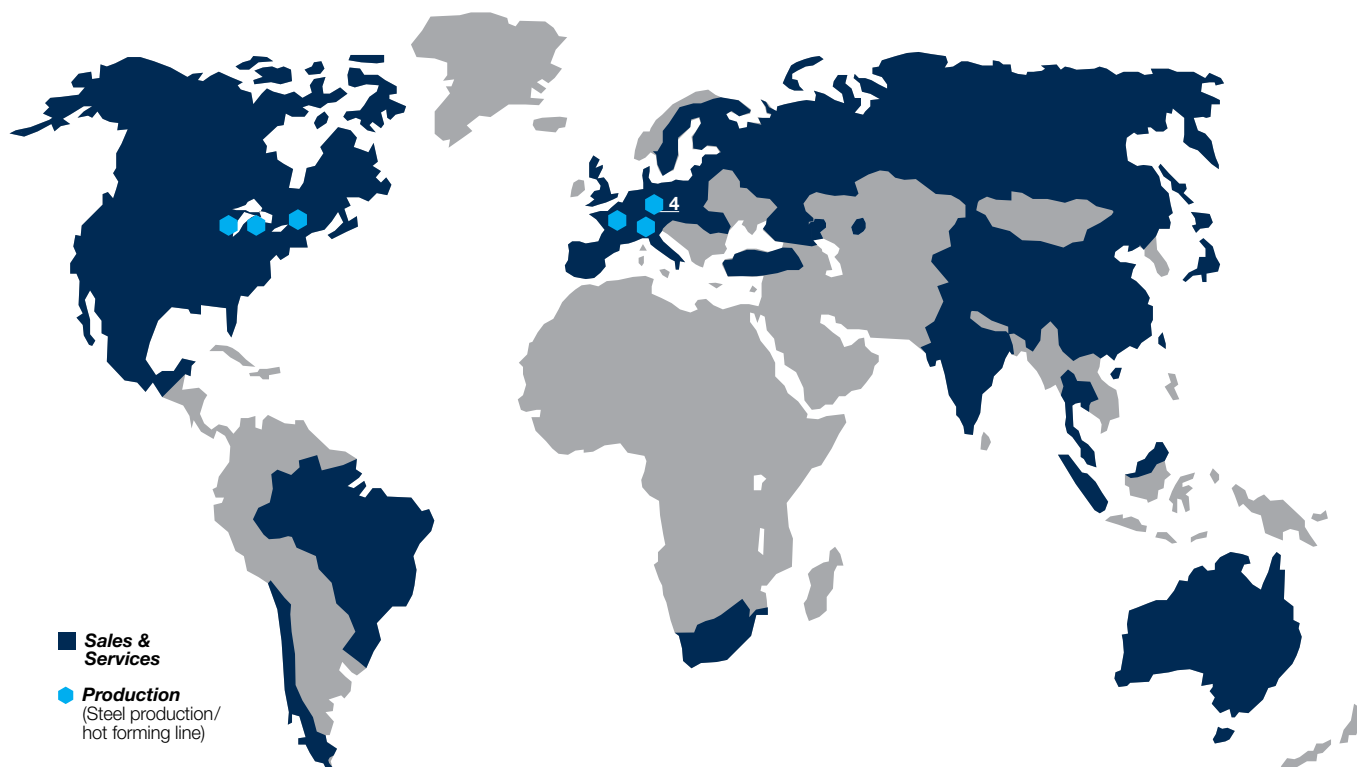 4
Sales &
Services
Production
(Steel production/
hot forming line)